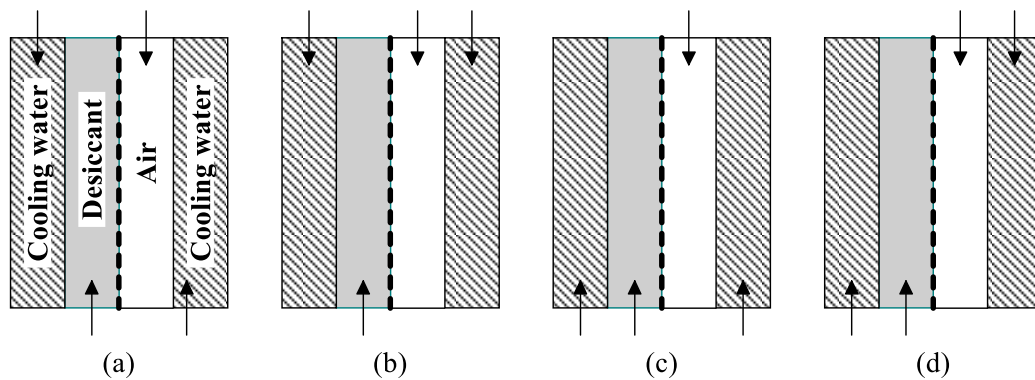 Cooling water
Desiccant
Air
Cooling water
(a)
(b)
(c)
(d)